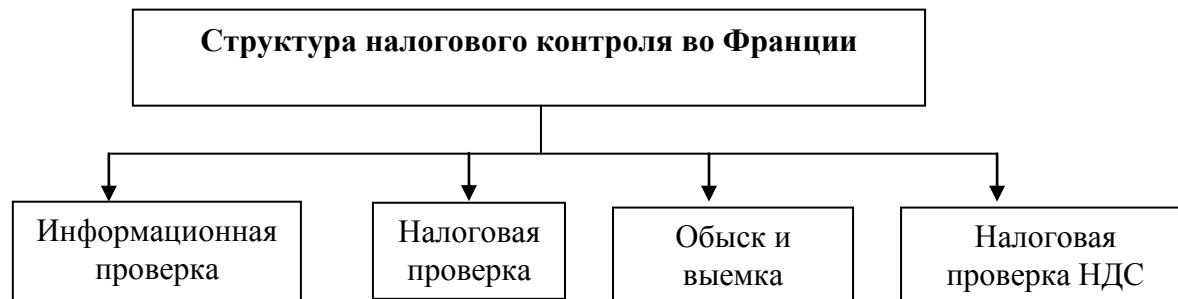 Структура налогового контроля во Франции
Информационная
проверка
Налоговая
проверка
Обыск и
выемка
Налоговая
проверка НДС